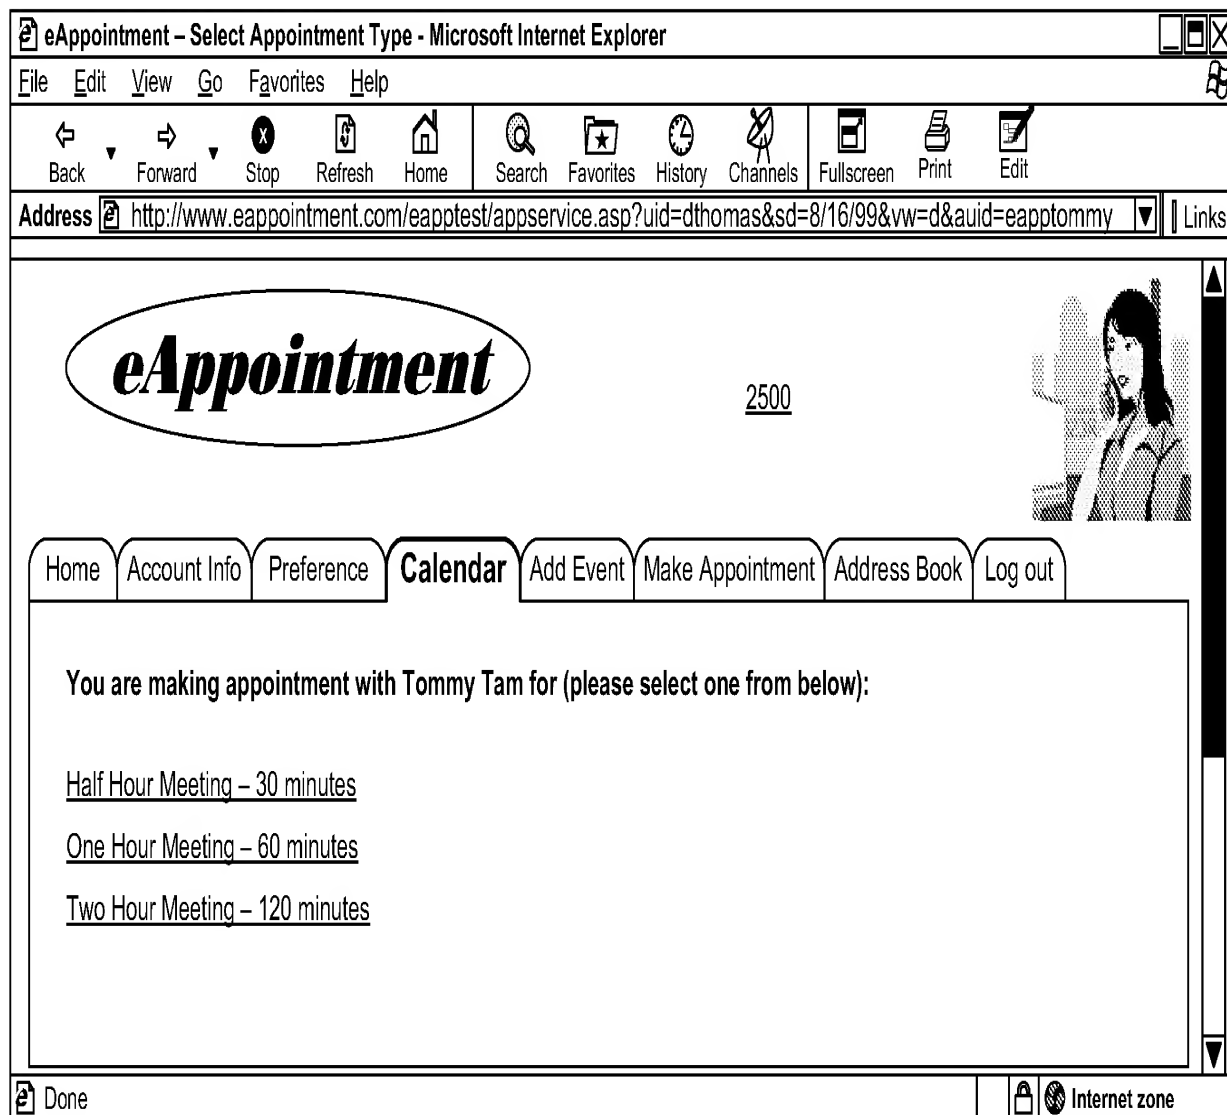 eAppointment – Select Appointment Type - Microsoft Internet Explorer
File Edit View Go Favorites Help
Back Forward Stop Refresh Home Search Favorites History Channels Fullscreen Print Edit
Address http://www.eappointment.com/eapptest/appservice.asp?uid=dthomas&sd=8/16/99&vw=d&auid=eapptommy Links
eAppointment
2500
Home Account Info Preference Calendar Add Event Make Appointment Address Book Log out
You are making appointment with Tommy Tam for (please select one from below):
Half Hour Meeting – 30 minutes
One Hour Meeting – 60 minutes
Two Hour Meeting – 120 minutes
Done Internet zone